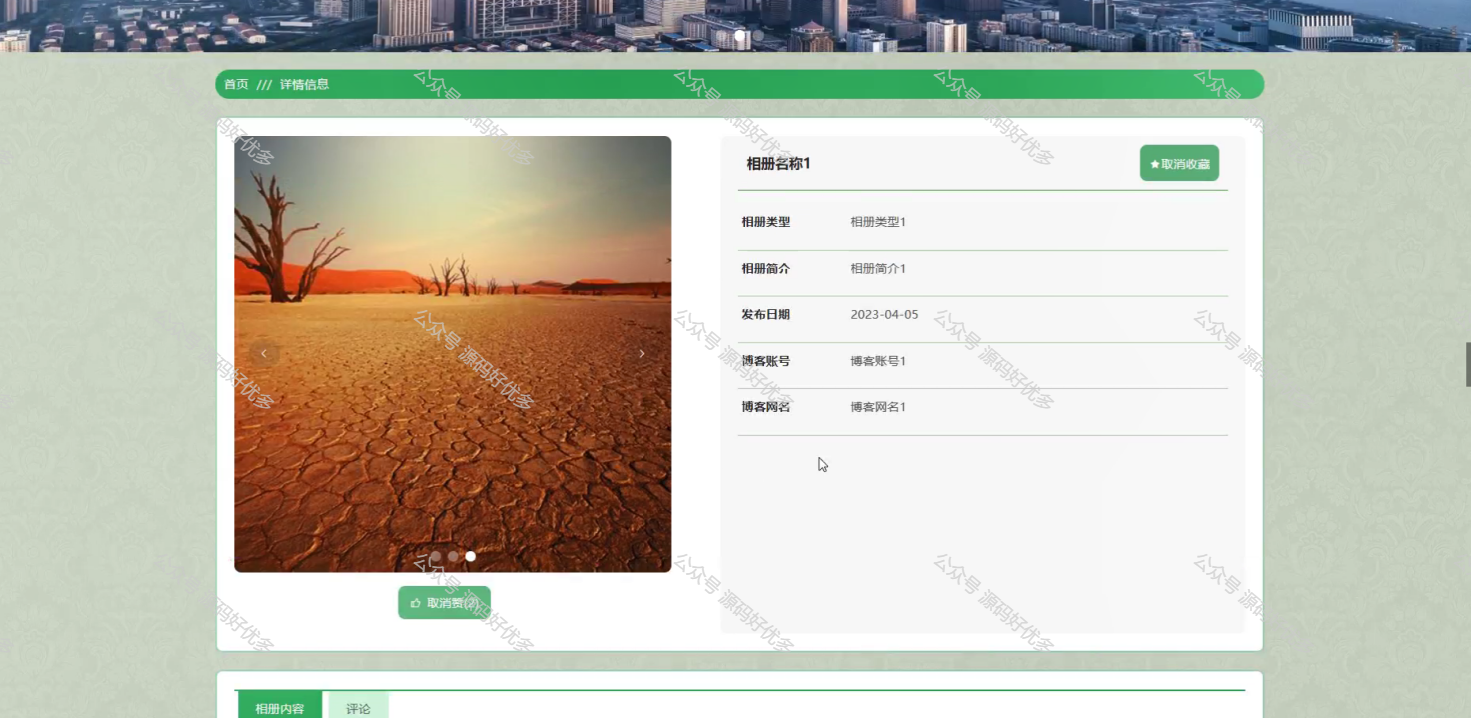 首页 /// 详情信息
相册名称1
★取消收藏
相册类型 相册类型1
相册简介 相册简介1
发布日期 2023-04-05
博客账号 博客账号1
博客网名 博客网名1
取消赞(2)
相册内容 评论
公众号 源码好优多